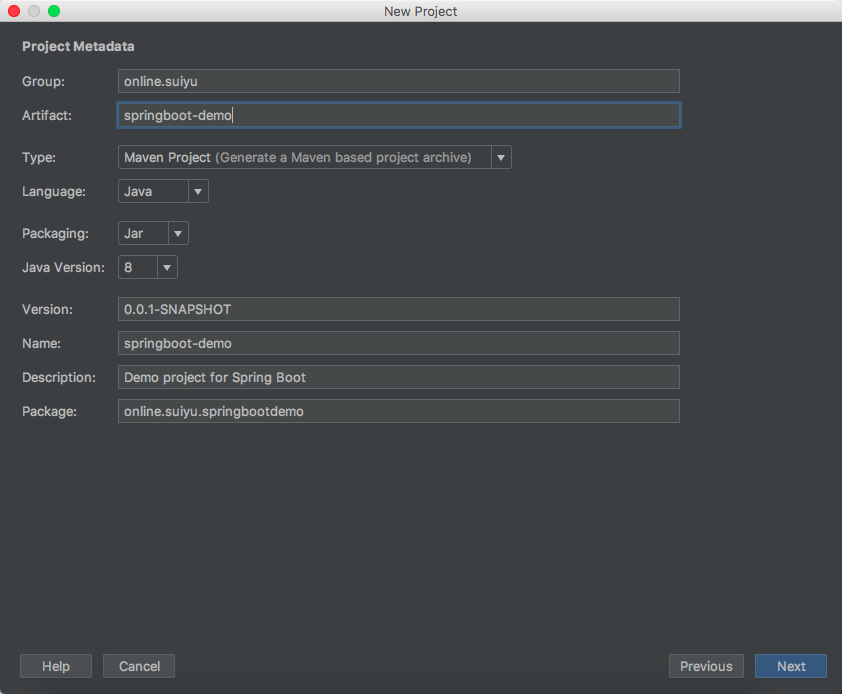 New Project
Project Metadata
Group: online.suiyu
Artifact: springboot-demo
Type: Maven Project (Generate a Maven based project archive)
Language: Java
Packaging: Jar
Java Version: 8
Version: 0.0.1-SNAPSHOT
Name: springboot-demo
Description: Demo project for Spring Boot
Package: online.suiyu.springbootdemo
Help Cancel Previous Next